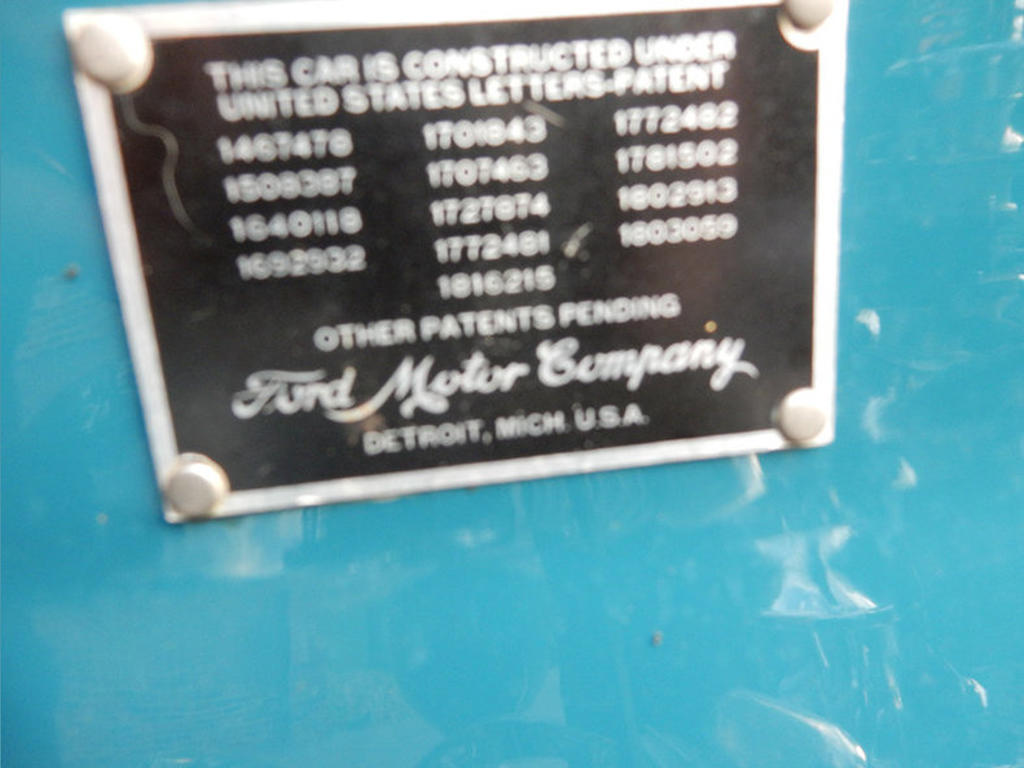 THIS CAR IS CONSTRUCTED UNDER
UNITED STATES LETTERS-PATENT
1467478 1701843 1772482
1509387 1707463 1781502
1640118 1727874 1802913
1692932 1772481 1803059
1816215
OTHER PATENTS PENDING
Ford Motor Company
DETROIT, MICH. U.S.A.